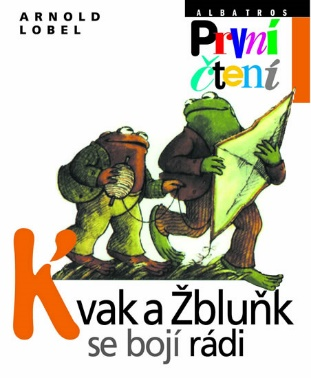 ARNOLD
LOBEL
ALBATROS
První
čtení
Kvak a Žbluňk
se bojí rádi